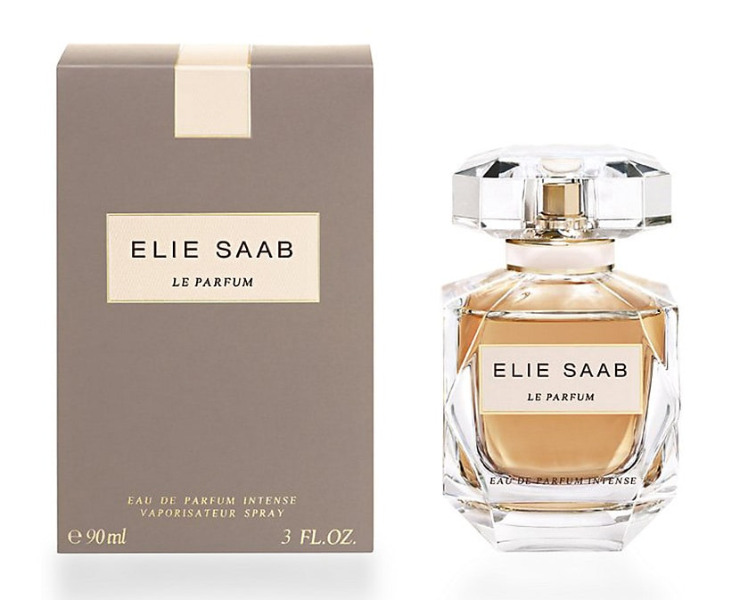 ELIE SAAB
LE PARFUM
EAU DE PARFUM INTENSE
VAPORISATEUR SPRAY
℮ 90 ml 3 FL.OZ.
ELIE SAAB
LE PARFUM
EAU DE PARFUM INTENSE